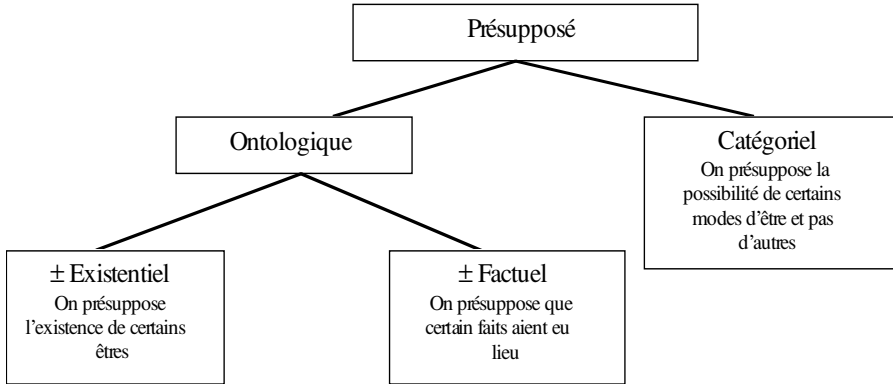 Présupposé
Ontologique
Catégoriel
On présuppose la
possibilité de certains
modes d'être et pas
d'autres
± Existentiel
On présuppose
l'existence de certains
êtres
± Factuel
On présuppose que
certain faits aient eu
lieu